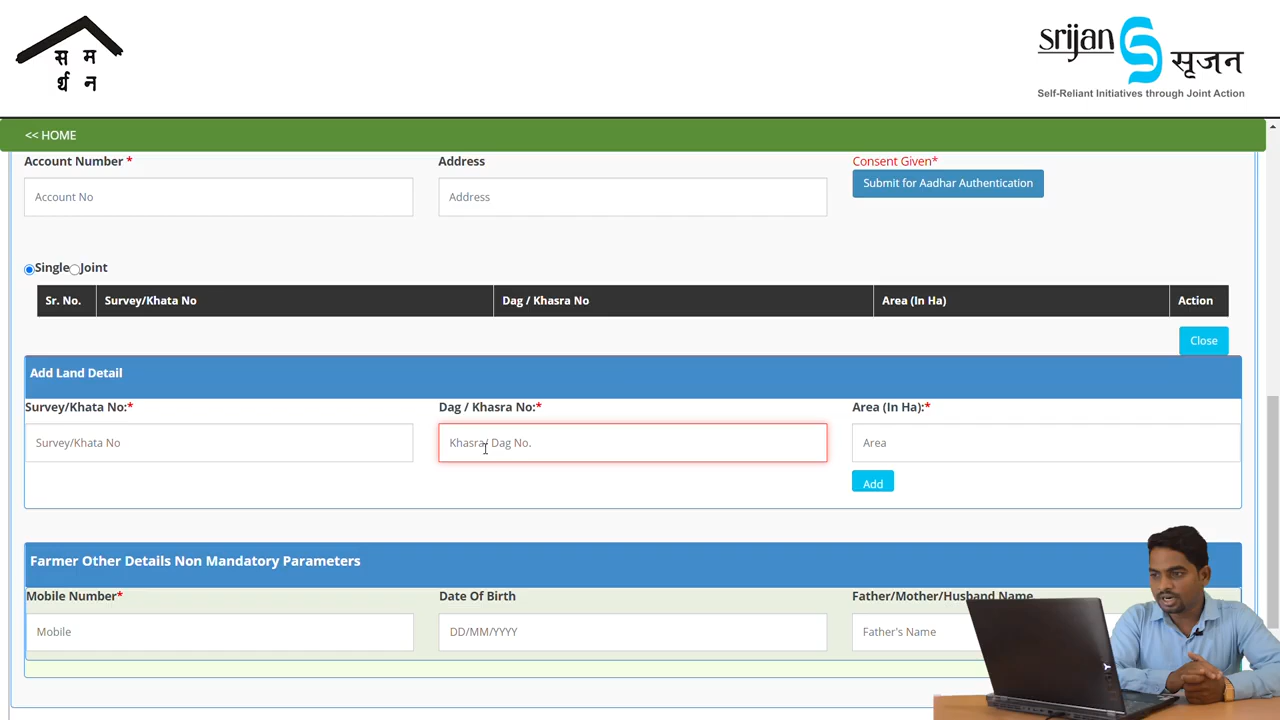 स म
र्थ न
srijan
सृजन
Self-Reliant Initiatives through Joint Action
<< HOME
Account Number *
Address
Consent Given*
Account No
Address
Submit for Aadhar Authentication
Single Joint
Sr. No.
Survey/Khata No
Dag / Khasra No
Area (In Ha)
Action
Close
Add Land Detail
Survey/Khata No:*
Dag / Khasra No:*
Area (In Ha):*
Survey/Khata No
Khasra/ Dag No.
Area
Add
Farmer Other Details Non Mandatory Parameters
Mobile Number*
Date Of Birth
Father/Mother/Husband Name
Mobile
DD/MM/YYYY
Father's Name